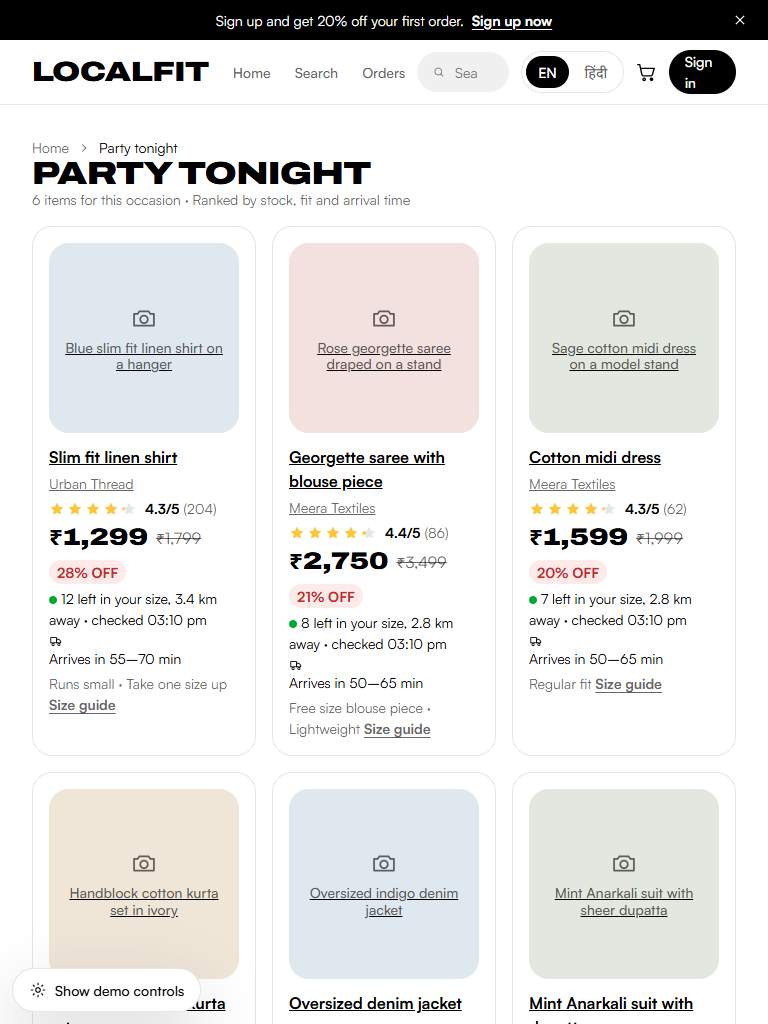 Sign up and get 20% off your first order. Sign up now
LOCALFIT
Home
Search
Orders
Sea
EN
हिंदी
Sign in
Home > Party tonight
PARTY TONIGHT
6 items for this occasion · Ranked by stock, fit and arrival time
Blue slim fit linen shirt on
a hanger
Slim fit linen shirt
Urban Thread
4.3/5 (204)
₹1,299 ₹1,799
28% OFF
12 left in your size, 3.4 km
away · checked 03:10 pm
Arrives in 55–70 min
Runs small · Take one size up
Size guide
Rose georgette saree
draped on a stand
Georgette saree with
blouse piece
Meera Textiles
4.4/5 (86)
₹2,750 ₹3,499
21% OFF
8 left in your size, 2.8 km
away · checked 03:10 pm
Arrives in 50–65 min
Free size blouse piece ·
Lightweight Size guide
Sage cotton midi dress
on a model stand
Cotton midi dress
Meera Textiles
4.3/5 (62)
₹1,599 ₹1,999
20% OFF
7 left in your size, 2.8 km
away · checked 03:10 pm
Arrives in 50–65 min
Regular fit Size guide
Handblock cotton kurta
set in ivory
Oversized indigo denim
jacket
Oversized denim jacket
Mint Anarkali suit with
sheer dupatta
Mint Anarkali suit with
Show demo controls